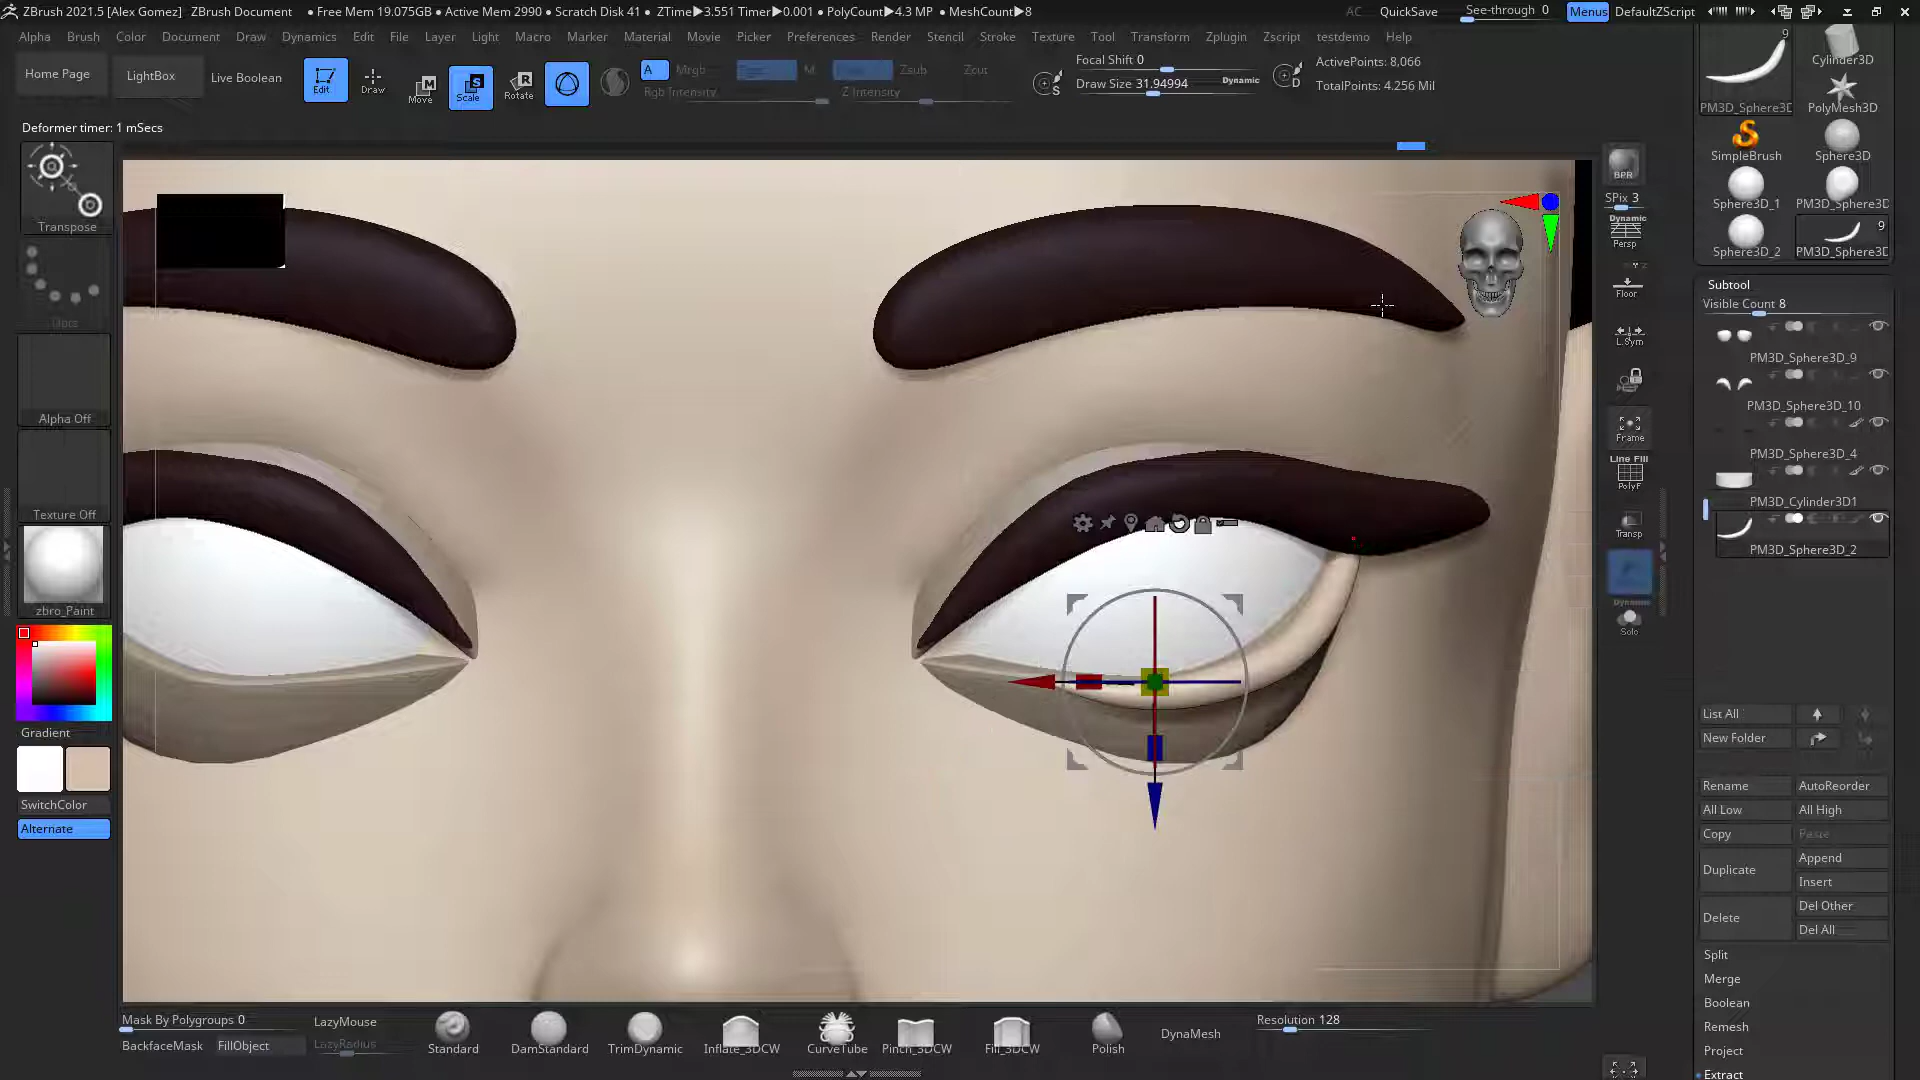 ZBrush 2021.5 [Alex Gomez] ZBrush Document • Free Mem 19.075GB • Active Mem 2990 • Scratch Disk 41 • ZTime▶3.551 Timer▶0.001 • PolyCount▶4.3 MP • MeshCount▶8 AC QuickSave See-through 0 Menus DefaultZScript
Alpha Brush Color Document Draw Dynamics Edit File Layer Light Macro Marker Material Movie Picker Preferences Render Stencil Stroke Texture Tool Transform Zplugin Zscript testdemo Help
Home Page LightBox Live Boolean Edit Draw Move Scale Rotate A Mrgb M Zsub Zcut
Rgb Intensity Z Intensity
Focal Shift 0
Draw Size 31.94994 Dynamic
ActivePoints: 8,066
TotalPoints: 4.256 Mil
Deformer timer: 1 mSecs
Transpose
Alpha Off
Texture Off
zbro_Paint
Gradient
SwitchColor
Alternate
BPR
SPix 3
Dynamic
Persp
Floor
L.Sym
Frame
Line Fill
PolyF
Transp
Dynamic
Solo
9
PM3D_Sphere3D
Cylinder3D
PolyMesh3D
SimpleBrush
Sphere3D
Sphere3D_1
PM3D_Sphere3D
Sphere3D_2
9
PM3D_Sphere3D
Subtool
Visible Count 8
PM3D_Sphere3D_9
PM3D_Sphere3D_10
PM3D_Sphere3D_4
PM3D_Cylinder3D1
PM3D_Sphere3D_2
List All
New Folder
Rename AutoReorder
All Low All High
Copy Paste
Duplicate Append
Insert
Delete Del Other
Del All
Split
Merge
Boolean
Remesh
Project
Extract
Mask By Polygroups 0
BackfaceMask FillObject
LazyMouse
LazyRadius
Standard DamStandard TrimDynamic Inflate_3DCW CurveTube Pinch_3DCW Fill_3DCW Polish DynaMesh
Resolution 128